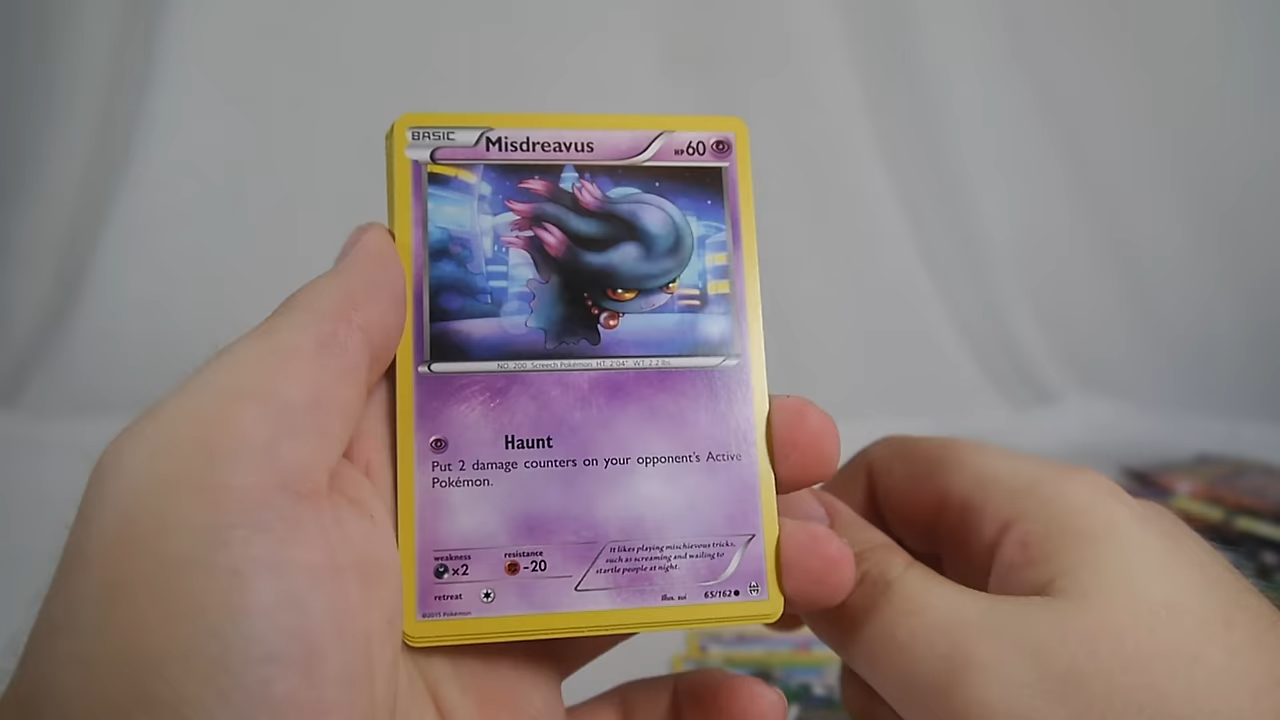 BASIC Misdreavus HP60
NO. 200 Screech Pokémon HT: 2'04" WT: 2.2 lbs.
Haunt
Put 2 damage counters on your opponent's Active
Pokémon.
weakness
×2
resistance
-20
It likes playing mischievous tricks,
such as screaming and wailing to
startle people at night.
retreat
Illus. sui
65/162
©2015 Pokémon